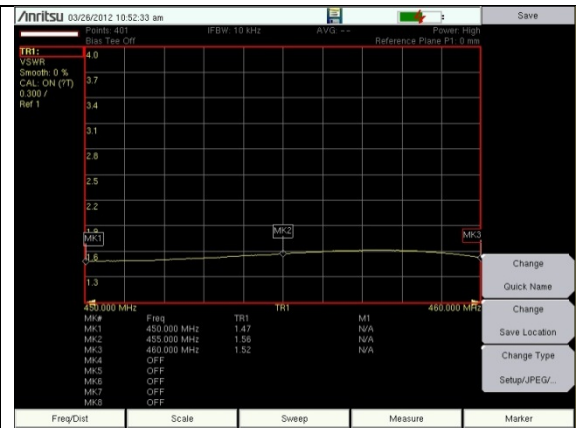 Anritsu 03/26/2012 10:52:33 am
Save
Points: 401 IFBW: 10 kHz AVG: -- Power: High
Bias Tee Off Reference Plane P1: 0 mm
TR1:
VSWR
Smooth: 0 %
CAL: ON (?T)
0.300 /
Ref 1
4.0
3.7
3.4
3.1
2.8
2.5
2.2
1.9
MK1 MK2 MK3
1.6
1.3
Change
Quick Name
Change
Save Location
Change Type
Setup/JPEG/...
450.000 MHz TR1 460.000 MHz
MK# Freq TR1 M1
MK1 450.000 MHz 1.47 N/A
MK2 455.000 MHz 1.56 N/A
MK3 460.000 MHz 1.52 N/A
MK4 OFF
MK5 OFF
MK6 OFF
MK7 OFF
MK8 OFF
Freq/Dist Scale Sweep Measure Marker